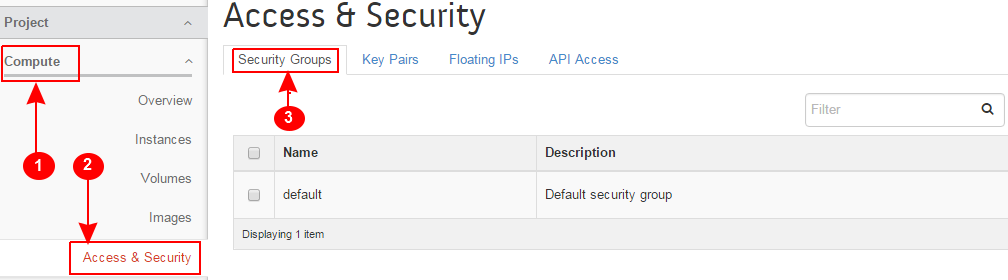 Project
Compute
Overview
Instances
Volumes
Images
Access & Security
1
2
Access & Security
Security Groups Key Pairs Floating IPs API Access
3
Filter
Name Description
default Default security group
Displaying 1 item